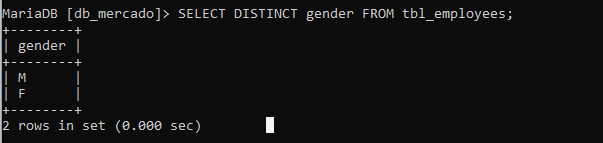 MariaDB [db_mercado]> SELECT DISTINCT gender FROM tbl_employees;
+--------+
| gender |
+--------+
| M      |
| F      |
+--------+
2 rows in set (0.000 sec)